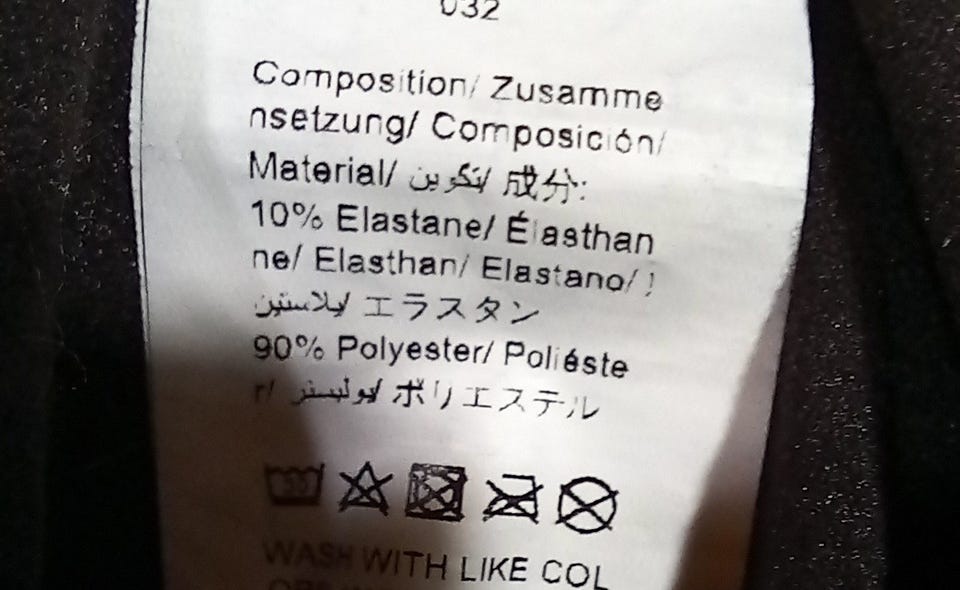 032
Composition/ Zusamme
nsetzung/ Composición/
Material/ تكوين/ 成分:
10% Elastane/ Élasthan
ne/ Elasthan/ Elastano/
إيلاستين/ エラスタン
90% Polyester/ Poliéste
r/ بوليستر/ ポリエステル
WASH WITH LIKE COL